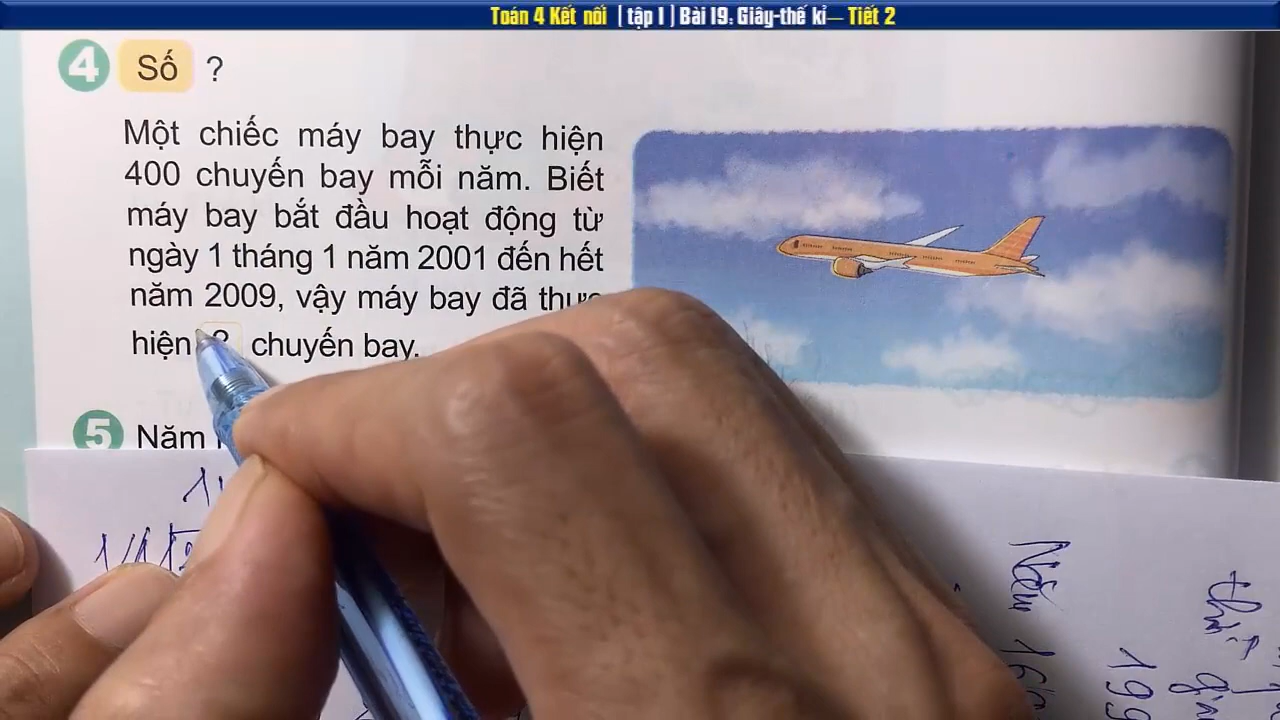 Toán 4 Kết nối ( tập 1 ) Bài 19: Giây-thế kỉ– Tiết 2
4 Số ?
Một chiếc máy bay thực hiện
400 chuyến bay mỗi năm. Biết
máy bay bắt đầu hoạt động từ
ngày 1 tháng 1 năm 2001 đến hết
năm 2009, vậy máy bay đã thực
hiện ? chuyến bay.
5 Năm
Năm
199